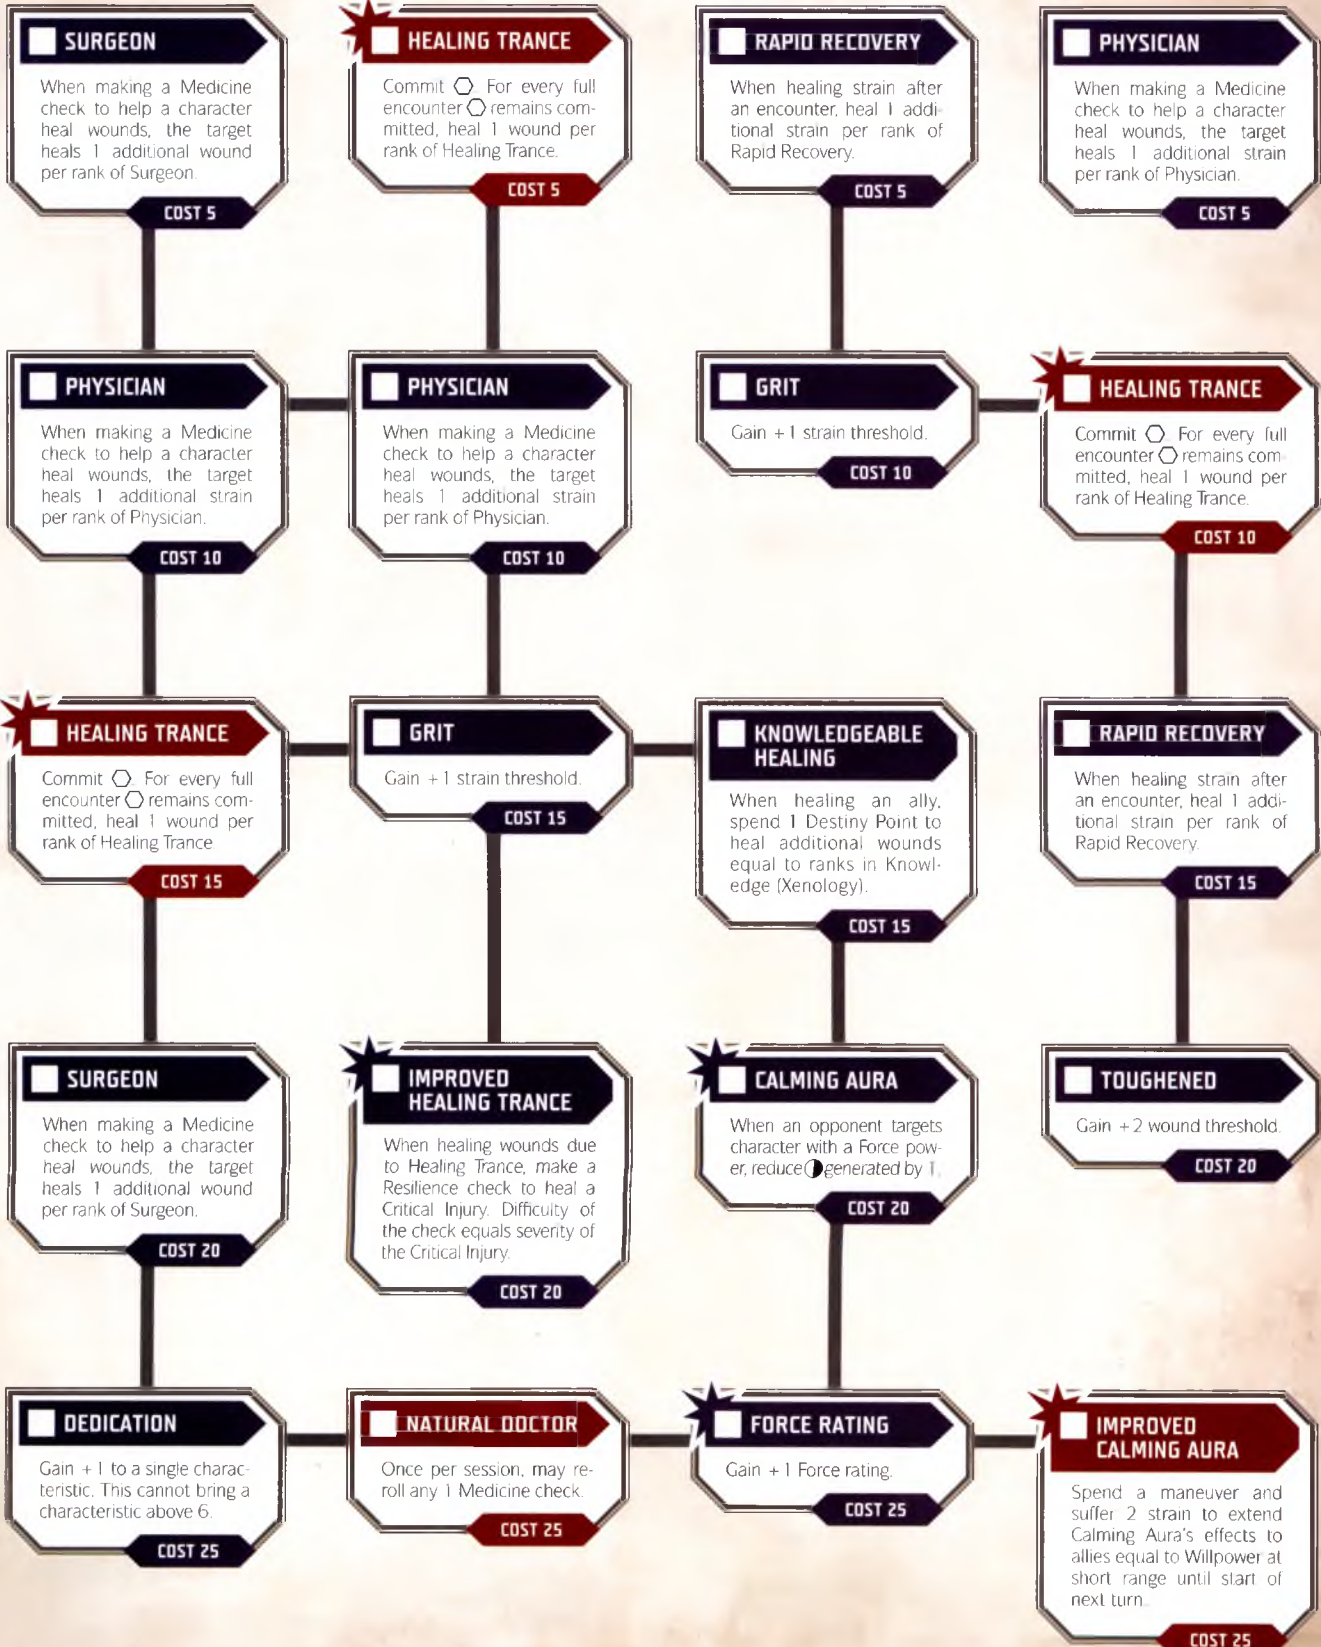 SURGEON
When making a Medicine
check to help a character
heal wounds, the target
heals 1 additional wound
per rank of Surgeon.
COST 5
HEALING TRANCE
Commit ⬡. For every full
encounter ⬡ remains com-
mitted, heal 1 wound per
rank of Healing Trance.
COST 5
RAPID RECOVERY
When healing strain after
an encounter, heal 1 addi-
tional strain per rank of
Rapid Recovery.
COST 5
PHYSICIAN
When making a Medicine
check to help a character
heal wounds, the target
heals 1 additional strain
per rank of Physician.
COST 5
PHYSICIAN
When making a Medicine
check to help a character
heal wounds, the target
heals 1 additional strain
per rank of Physician.
COST 10
PHYSICIAN
When making a Medicine
check to help a character
heal wounds, the target
heals 1 additional strain
per rank of Physician.
COST 10
GRIT
Gain +1 strain threshold.
COST 10
HEALING TRANCE
Commit ⬡. For every full
encounter ⬡ remains com-
mitted, heal 1 wound per
rank of Healing Trance.
COST 10
HEALING TRANCE
Commit ⬡. For every full
encounter ⬡ remains com-
mitted, heal 1 wound per
rank of Healing Trance
COST 15
GRIT
Gain +1 strain threshold.
COST 15
KNOWLEDGEABLE
HEALING
When healing an ally,
spend 1 Destiny Point to
heal additional wounds
equal to ranks in Knowl-
edge (Xenology).
COST 15
RAPID RECOVERY
When healing strain after
an encounter, heal 1 addi-
tional strain per rank of
Rapid Recovery.
COST 15
SURGEON
When making a Medicine
check to help a character
heal wounds, the target
heals 1 additional wound
per rank of Surgeon.
COST 20
IMPROVED
HEALING TRANCE
When healing wounds due
to Healing Trance, make a
Resilience check to heal a
Critical Injury. Difficulty of
the check equals severity of
the Critical Injury.
COST 20
CALMING AURA
When an opponent targets
character with a Force pow-
er, reduce ◑ generated by 1.
COST 20
TOUGHENED
Gain +2 wound threshold.
COST 20
DEDICATION
Gain +1 to a single charac-
teristic. This cannot bring a
characteristic above 6.
COST 25
NATURAL DOCTOR
Once per session, may re-
roll any 1 Medicine check.
COST 25
FORCE RATING
Gain +1 Force rating.
COST 25
IMPROVED
CALMING AURA
Spend a maneuver and
suffer 2 strain to extend
Calming Aura's effects to
allies equal to Willpower at
short range until start of
next turn.
COST 25